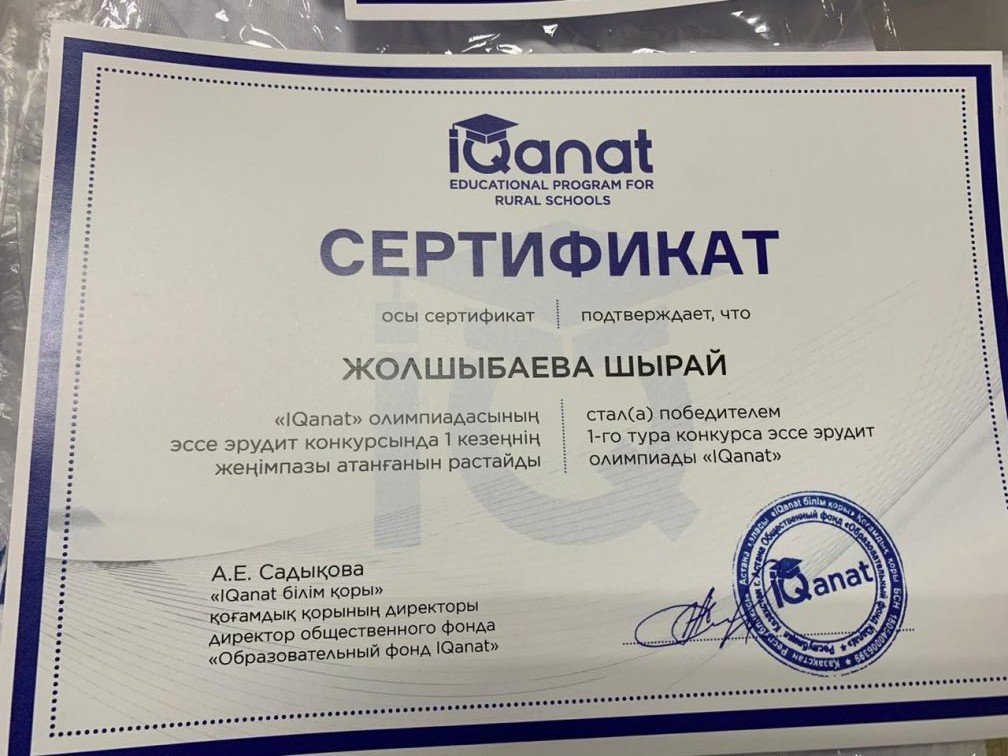 iQanat
EDUCATIONAL PROGRAM FOR
RURAL SCHOOLS
СЕРТИФИКАТ
осы сертификат
подтверждает, что
ЖОЛШЫБАЕВА ШЫРАЙ
«IQanat» олимпиадасының
эссе эрудит конкурсында 1 кезеңнің
жеңімпазы атанғанын растайды
стал(а) победителем
1-го тура конкурса эссе эрудит
олимпиады «IQanat»
А.Е. Садықова
«IQanat білім қоры»
қоғамдық қорының директоры
директор общественного фонда
«Образовательный фонд IQanat»
iQanat